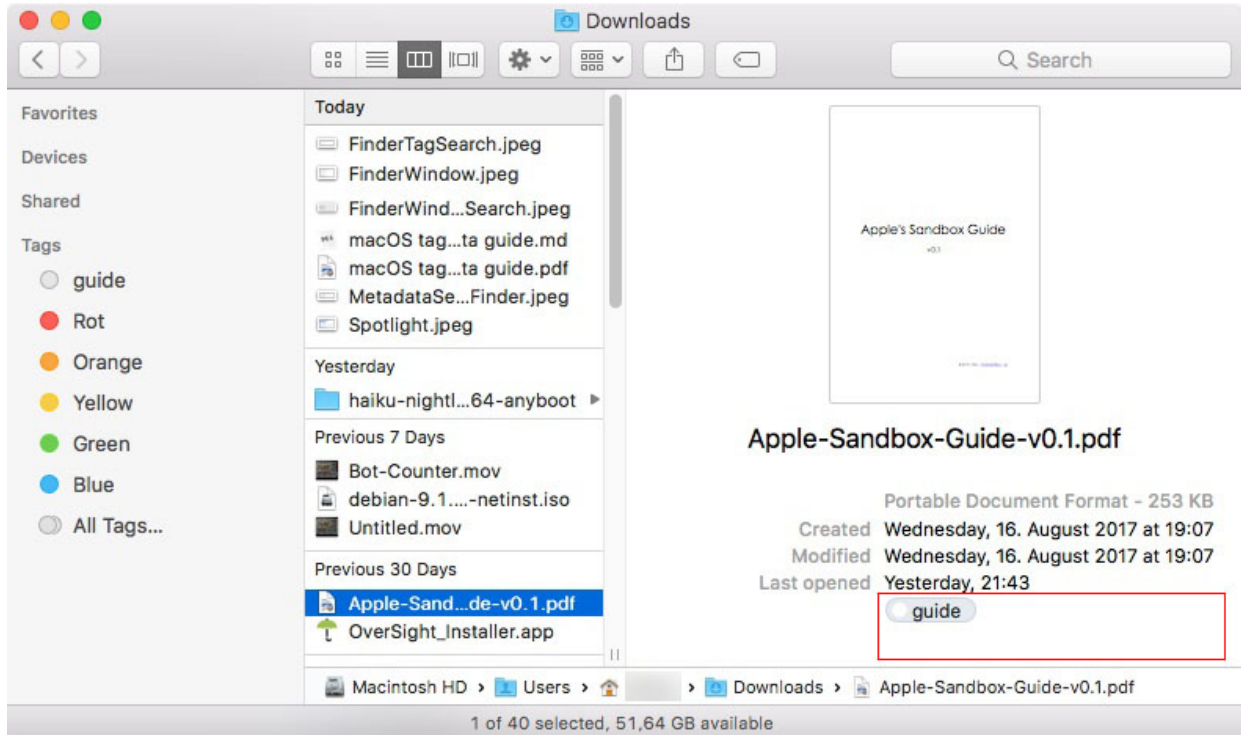 Downloads
Search
Favorites
Devices
Shared
Tags
guide
Rot
Orange
Yellow
Green
Blue
All Tags...
Today
FinderTagSearch.jpeg
FinderWindow.jpeg
FinderWind...Search.jpeg
macOS tag...ta guide.md
macOS tag...ta guide.pdf
MetadataSe...Finder.jpeg
Spotlight.jpeg
Yesterday
haiku-nightl...64-anyboot
Previous 7 Days
Bot-Counter.mov
debian-9.1....-netinst.iso
Untitled.mov
Previous 30 Days
Apple-Sand...de-v0.1.pdf
OverSight_Installer.app
Apple's Sandbox Guide
v0.1
Apple-Sandbox-Guide-v0.1.pdf
Portable Document Format - 253 KB
Created Wednesday, 16. August 2017 at 19:07
Modified Wednesday, 16. August 2017 at 19:07
Last opened Yesterday, 21:43
guide
Macintosh HD › Users › › Downloads › Apple-Sandbox-Guide-v0.1.pdf
1 of 40 selected, 51,64 GB available